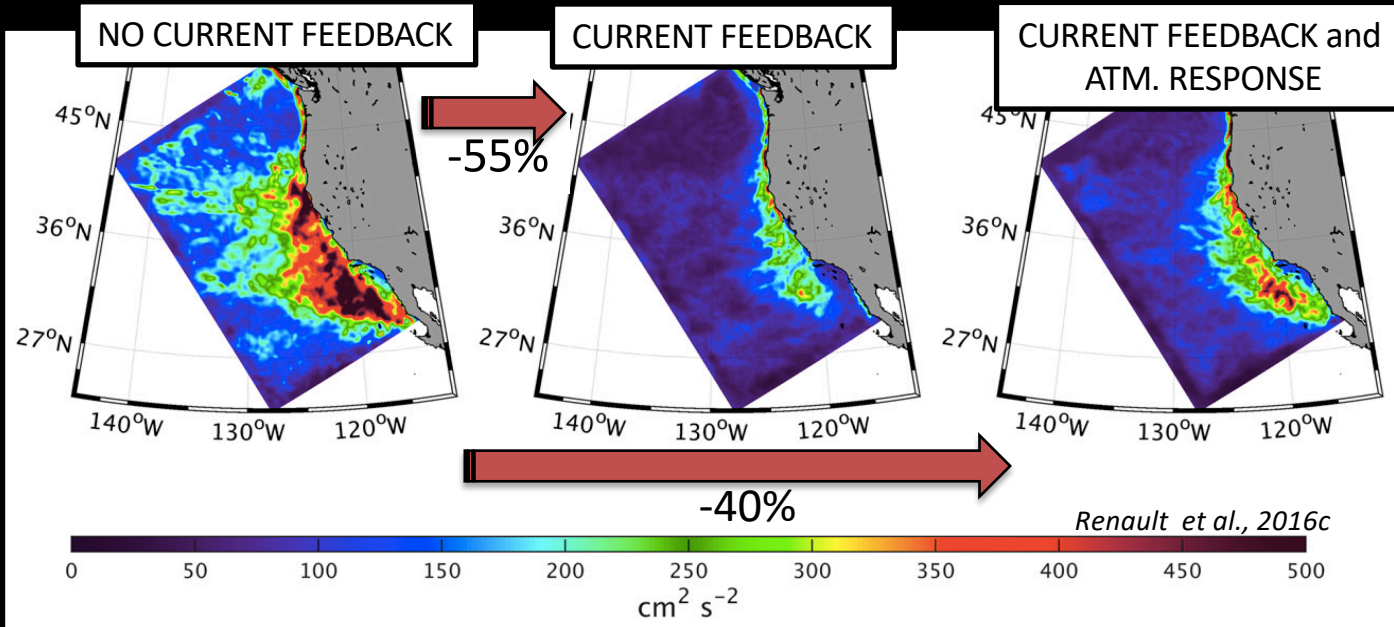 NO CURRENT FEEDBACK
CURRENT FEEDBACK
CURRENT FEEDBACK and
ATM. RESPONSE
-55%
45°N
36°N
27°N
140°W
130°W
120°W
45°N
36°N
27°N
140°W
130°W
120°W
45°N
36°N
27°N
140°W
130°W
120°W
-40%
Renault et al., 2016c
0 50 100 150 200 250 300 350 400 450 500
cm² s⁻²